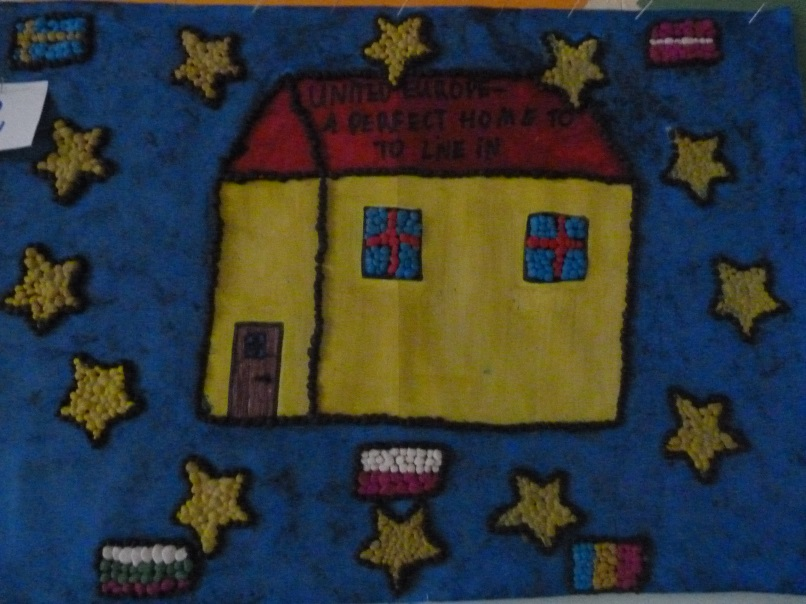 UNITED EUROPE-
A PERFECT HOME TO
TO LIVE IN